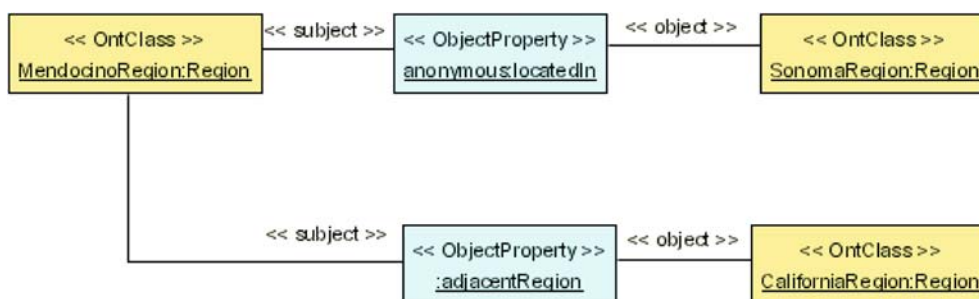 << OntClass >>
MendocinoRegion:Region
<< subject >>
<< ObjectProperty >>
anonymous:locatedIn
<< object >>
<< OntClass >>
SonomaRegion:Region
<< subject >>
<< ObjectProperty >>
:adjacentRegion
<< object >>
<< OntClass >>
CaliforniaRegion:Region